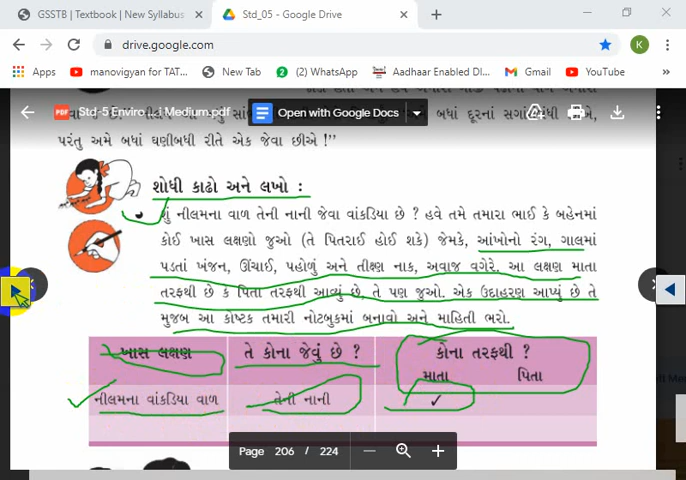 GSSTB | Textbook | New Syllabus
Std_05 - Google Drive
drive.google.com
K
Apps
manovigyan for TAT...
New Tab
(2) WhatsApp
Aadhaar Enabled DI...
Gmail
YouTube
PDF Std-5 Enviro ... i Medium.pdf
Open with Google Docs
બધાં દૂરનાં સગાં
પરંતુ અમે બધાં ઘણીબધી રીતે એક જેવા છીએ !''
શોધી કાઢો અને લખો :
શું નીલમના વાળ તેની નાની જેવા વાંકડિયા છે ? હવે તમે તમારા ભાઈ કે બહેનમાં
કોઈ ખાસ લક્ષણો જુઓ (તે પિતરાઈ હોઈ શકે) જેમકે, આંખોનો રંગ, ગાલમાં
પડતાં ખંજન, ઊંચાઈ, પહોળું અને તીક્ષ્ણ નાક, અવાજ વગેરે. આ લક્ષણ માતા
તરફથી છે કે પિતા તરફથી આવ્યું છે, તે પણ જુઓ. એક ઉદાહરણ આપ્યું છે તે
મુજબ આ કોષ્ટક તમારી નોટબુકમાં બનાવો અને માહિતી ભરો.
ખાસ લક્ષણ તે કોના જેવું છે ? કોના તરફથી ?
માતા પિતા
નીલમના વાંકડિયા વાળ તેની નાની ✓
Page 206 / 224